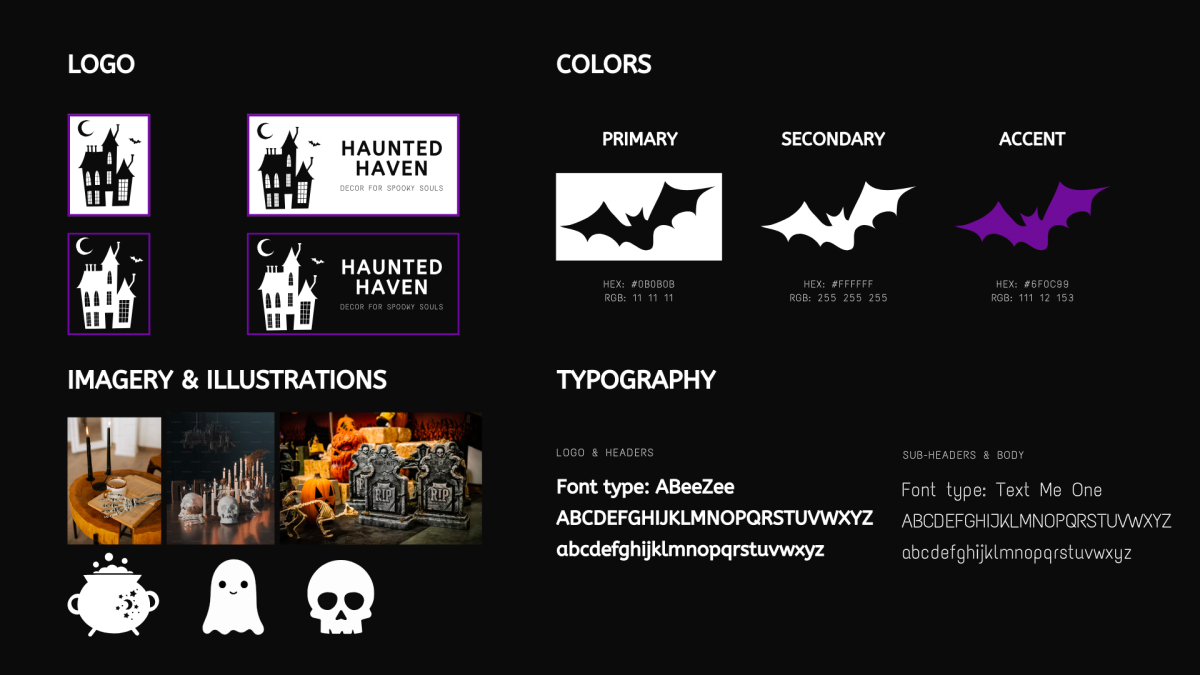 LOGO
HAUNTED
HAVEN
DECOR FOR SPOOKY SOULS
HAUNTED
HAVEN
DECOR FOR SPOOKY SOULS
COLORS
PRIMARY
HEX: #0B0B0B
RGB: 11 11 11
SECONDARY
HEX: #FFFFFF
RGB: 255 255 255
ACCENT
HEX: #6F0C99
RGB: 111 12 153
IMAGERY & ILLUSTRATIONS
RIP
RIP
TYPOGRAPHY
LOGO & HEADERS
Font type: ABeeZee
ABCDEFGHIJKLMNOPQRSTUVWXYZ
abcdefghijklmnopqrstuvwxyz
SUB-HEADERS & BODY
Font type: Text Me One
ABCDEFGHIJKLMNOPQRSTUVWXYZ
abcdefghijklmnopqrstuvwxyz